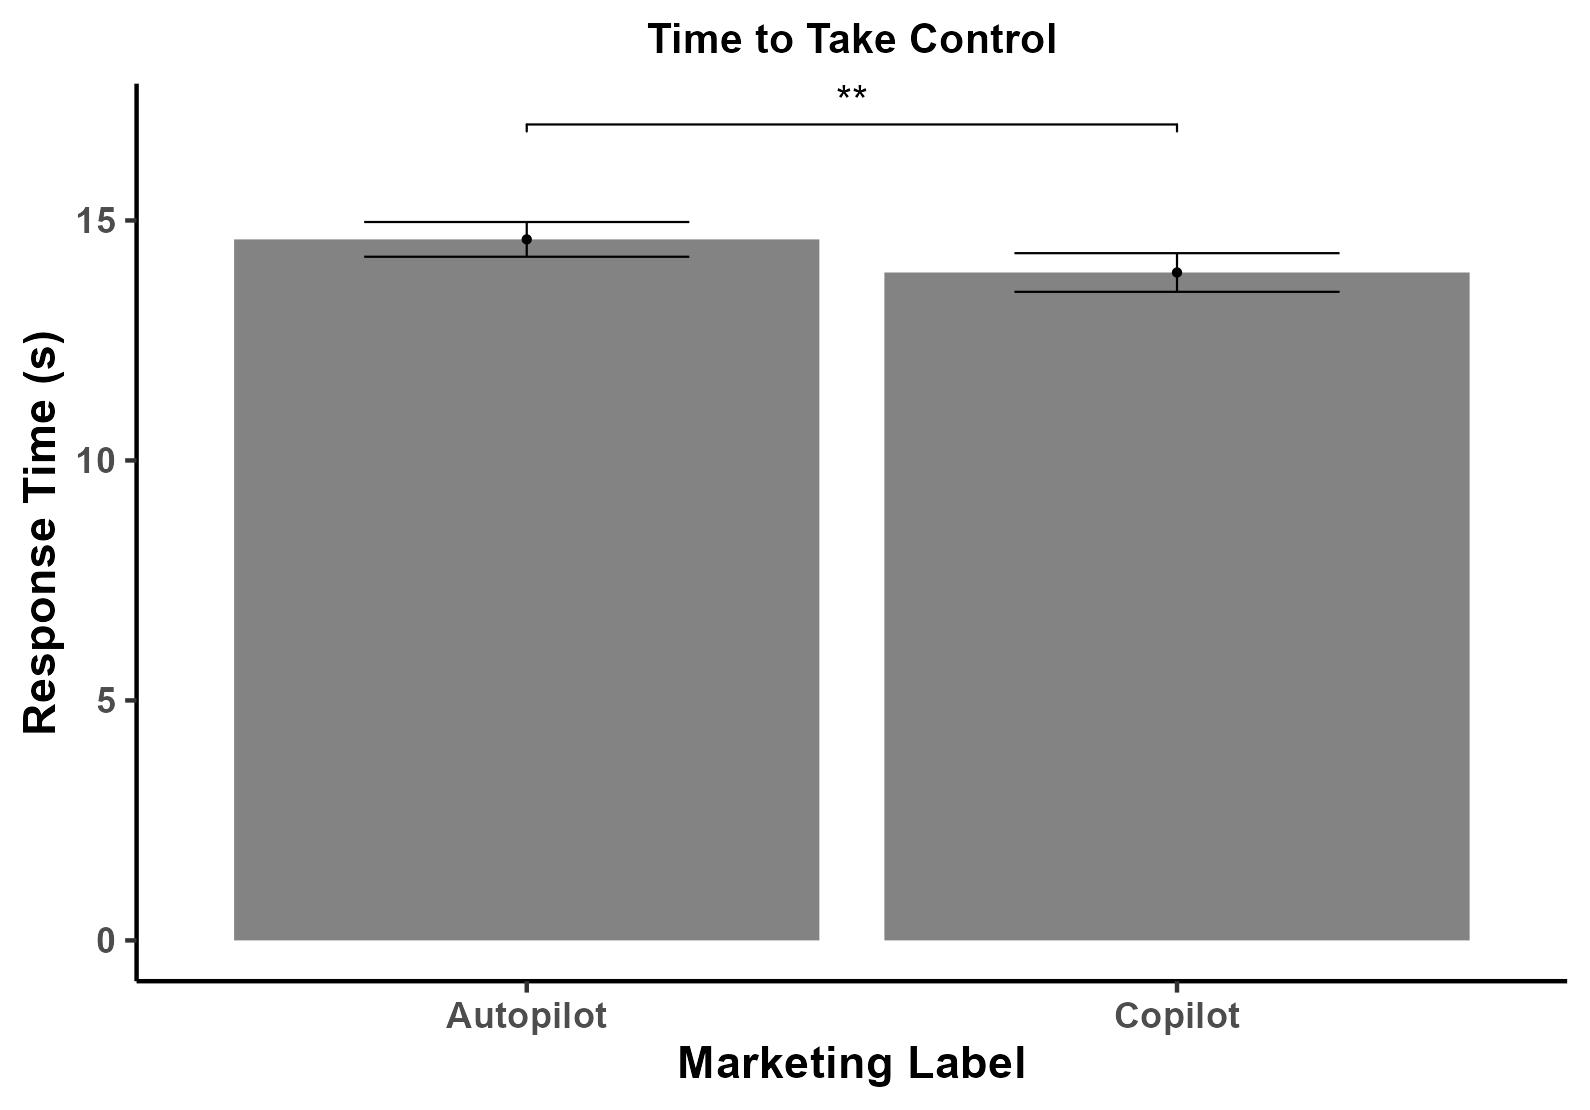 Time to Take Control
**
15
10
5
0
Response Time (s)
Autopilot Copilot
Marketing Label